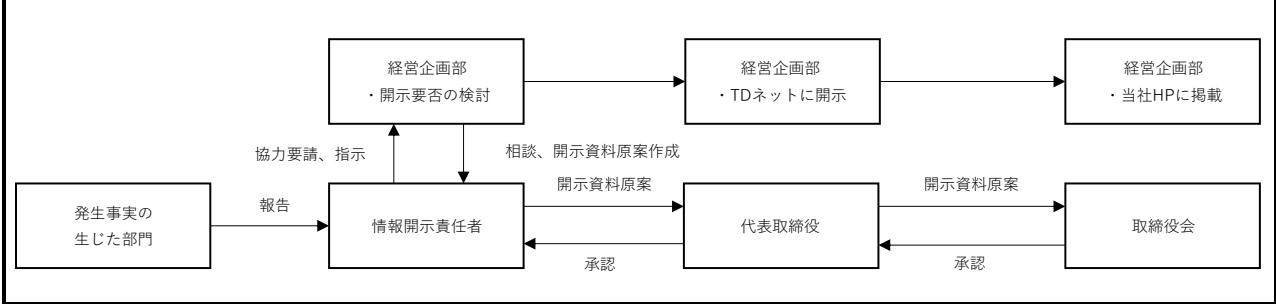 経営企画部
・開示要否の検討
経営企画部
・TDネットに開示
経営企画部
・当社HPに掲載
協力要請、指示
相談、開示資料原案作成
発生事実の
生じた部門
報告
情報開示責任者
開示資料原案
承認
代表取締役
開示資料原案
承認
取締役会